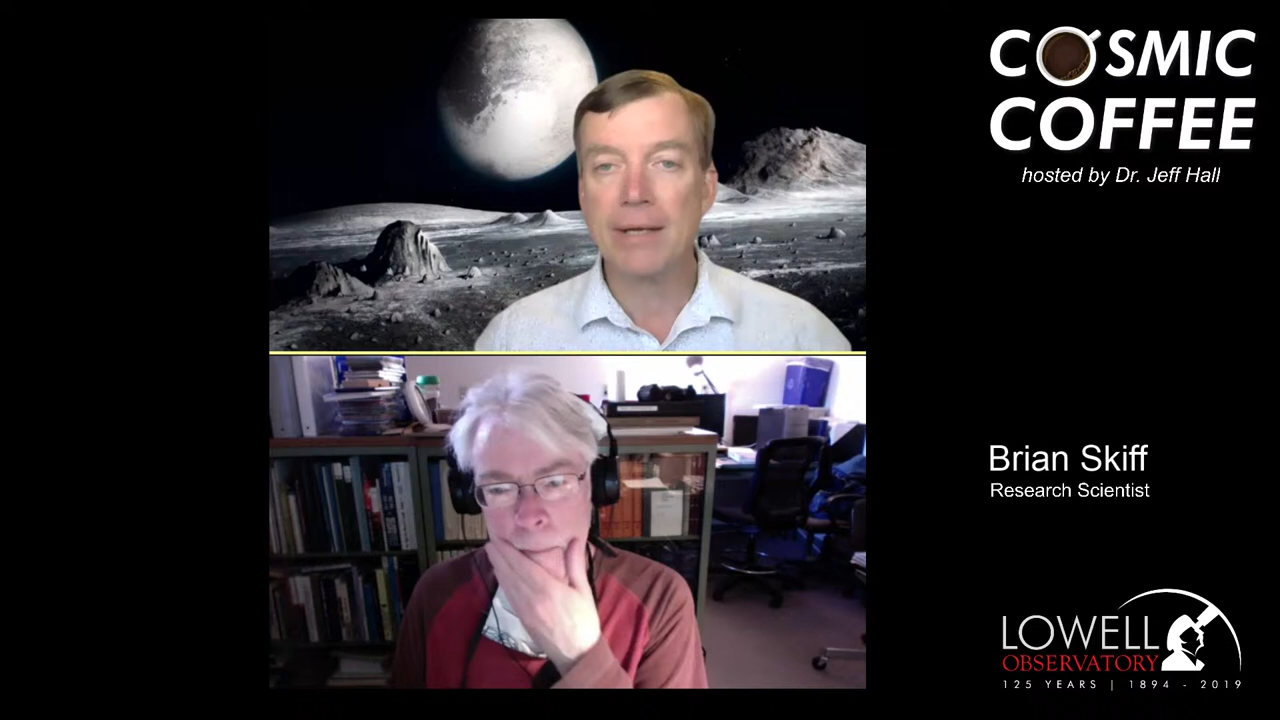 COSMIC
COFFEE
hosted by Dr. Jeff Hall
Brian Skiff
Research Scientist
LOWELL
OBSERVATORY
125 YEARS | 1894 - 2019